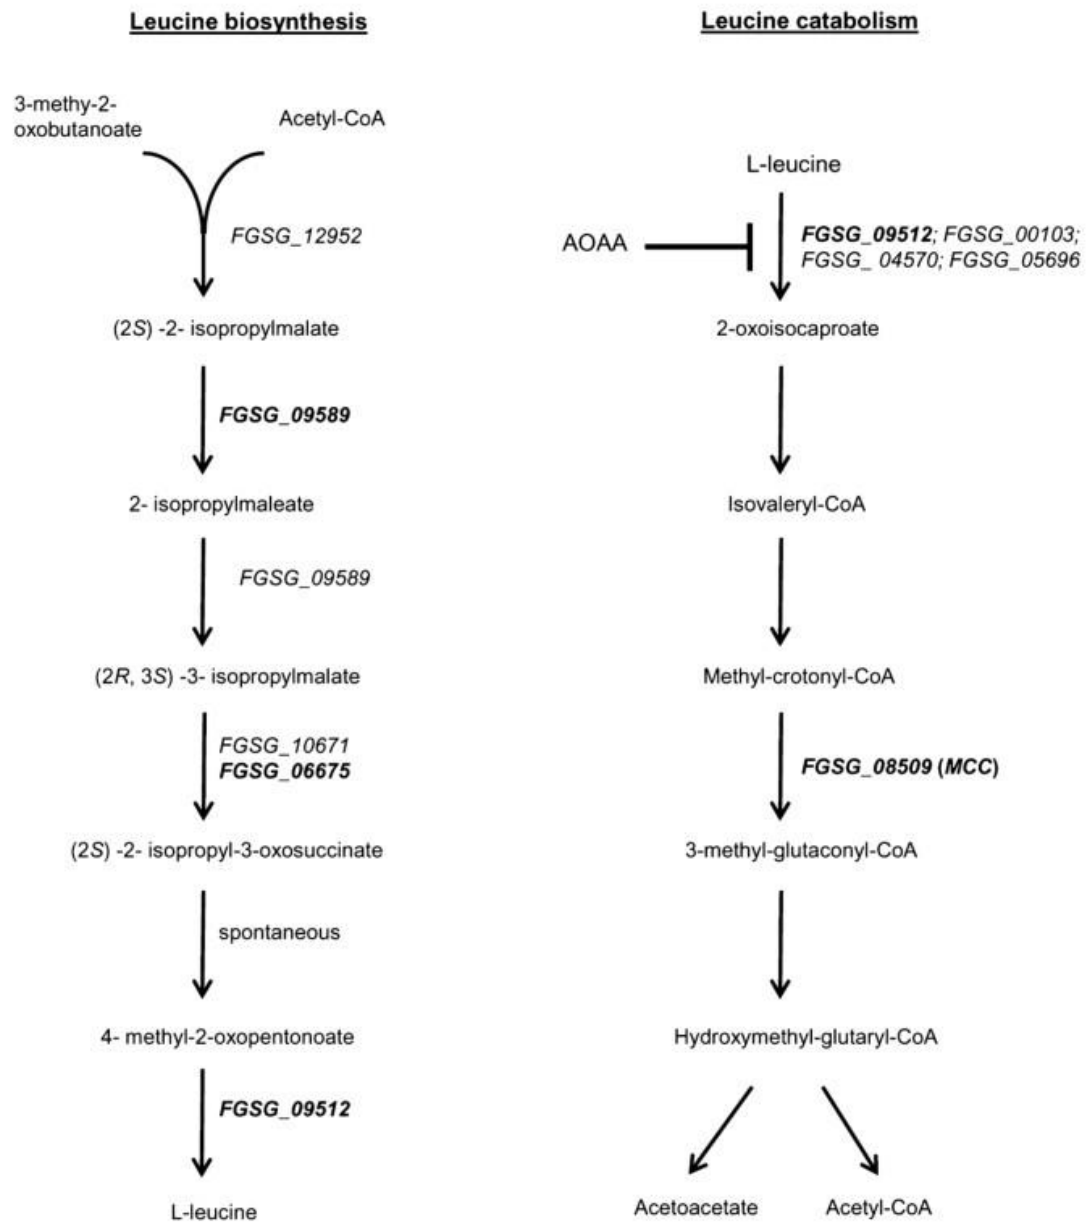 Leucine biosynthesis
3-methy-2-
oxobutanoate
Acetyl-CoA
FGSG_12952
(2S) -2- isopropylmalate
FGSG_09589
2- isopropylmaleate
FGSG_09589
(2R, 3S) -3- isopropylmalate
FGSG_10671
FGSG_06675
(2S) -2- isopropyl-3-oxosuccinate
spontaneous
4- methyl-2-oxopentonoate
FGSG_09512
L-leucine
Leucine catabolism
L-leucine
AOAA
FGSG_09512; FGSG_00103;
FGSG_ 04570; FGSG_05696
2-oxoisocaproate
Isovaleryl-CoA
Methyl-crotonyl-CoA
FGSG_08509 (MCC)
3-methyl-glutaconyl-CoA
Hydroxymethyl-glutaryl-CoA
Acetoacetate
Acetyl-CoA